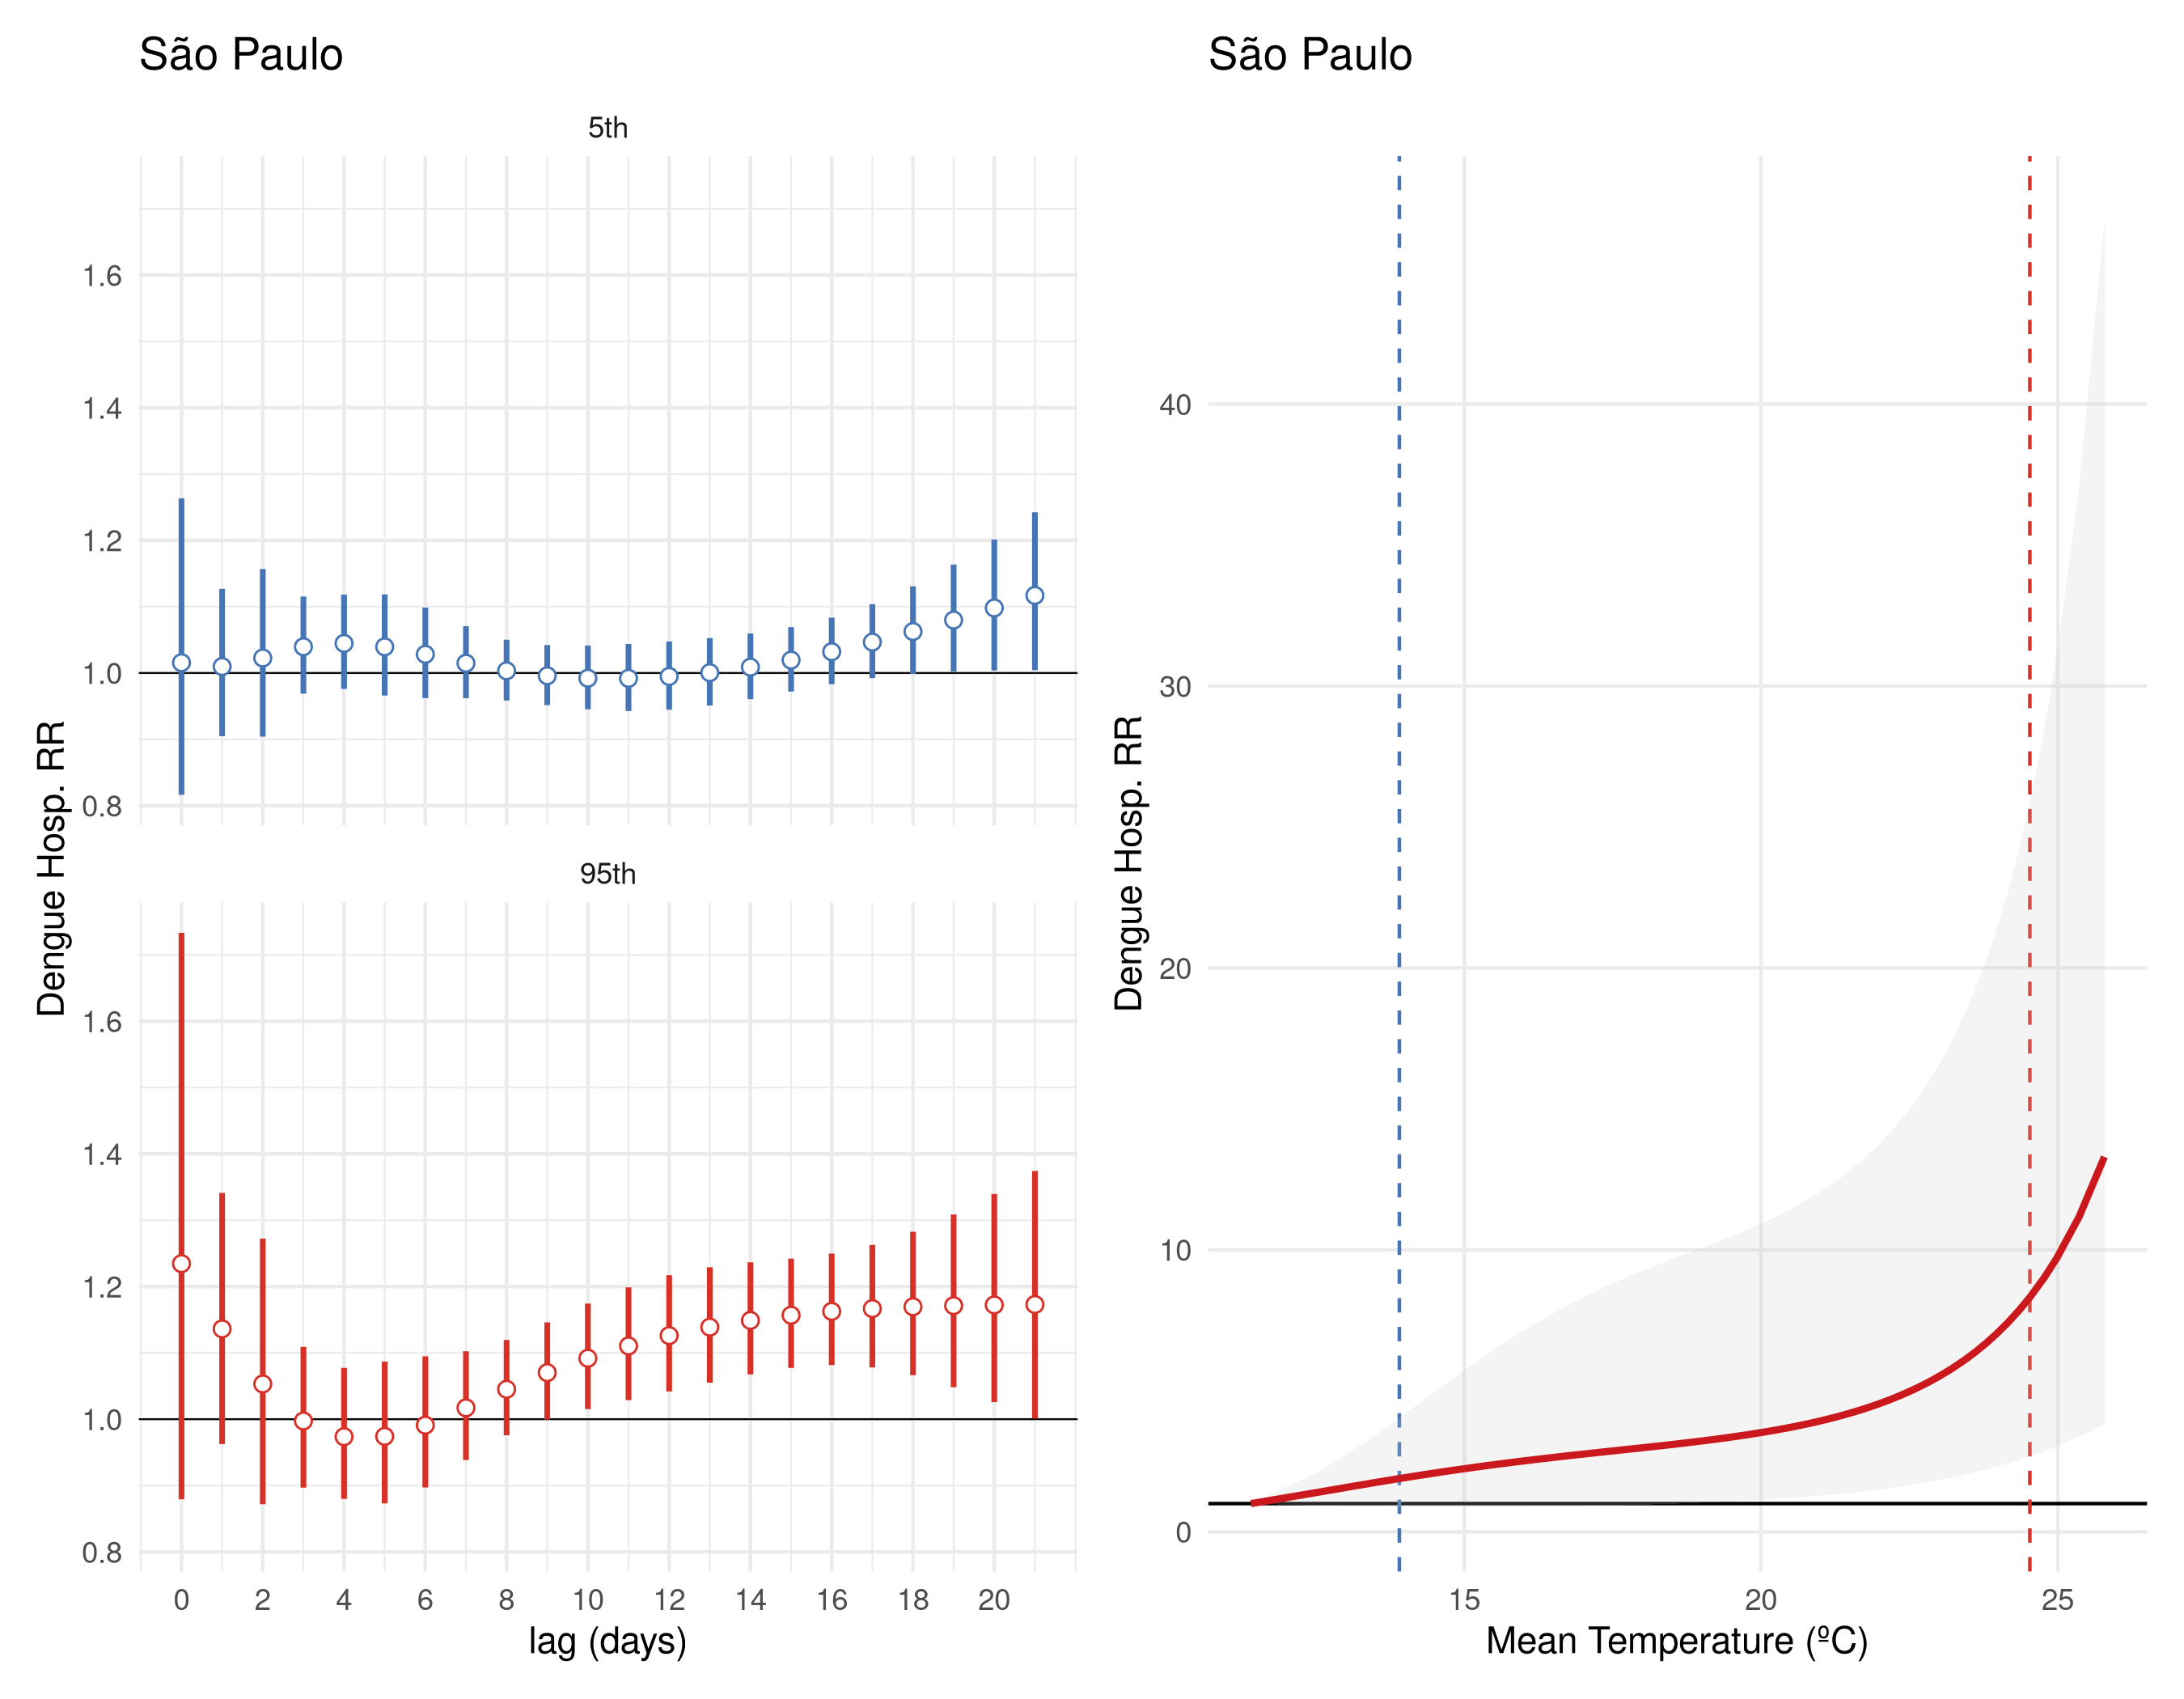 São Paulo
5th
1.6
1.4
1.2
1.0
0.8
95th
1.6
1.4
1.2
1.0
0.8
Dengue Hosp. RR
0 2 4 6 8 10 12 14 16 18 20
lag (days)
São Paulo
40
30
20
10
0
Dengue Hosp. RR
15 20 25
Mean Temperature (ºC)